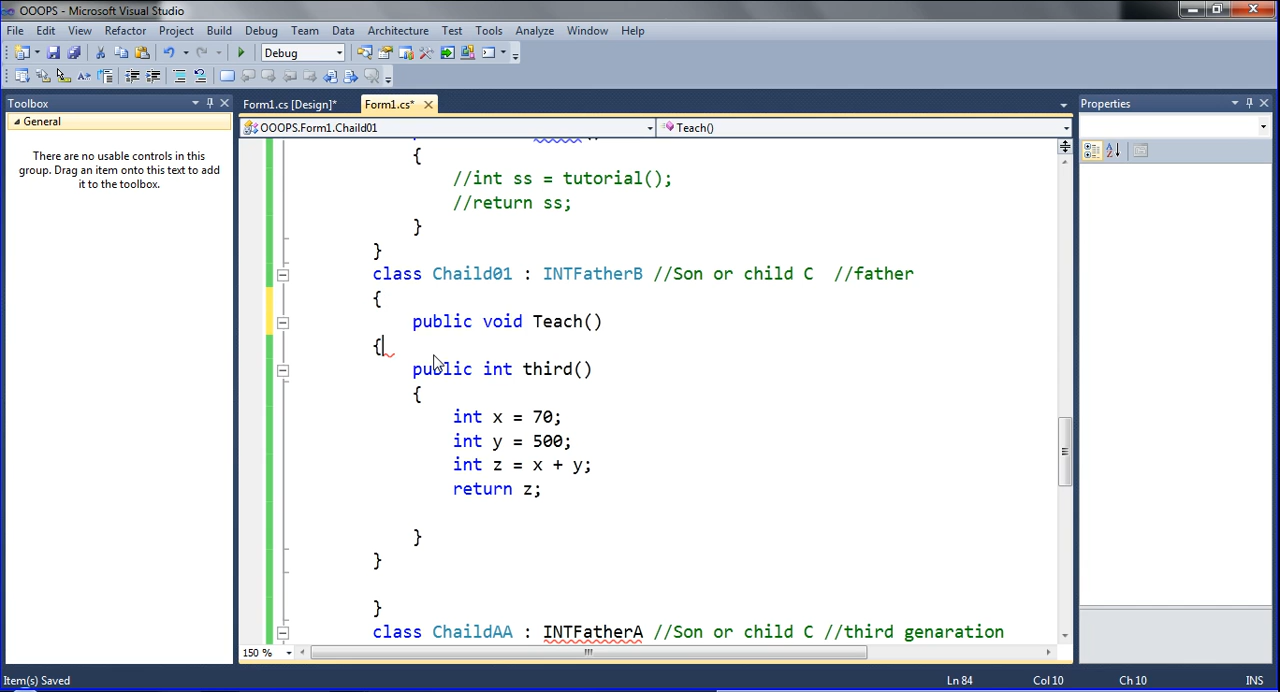 OOOPS - Microsoft Visual Studio
File Edit View Refactor Project Build Debug Team Data Architecture Test Tools Analyze Window Help
Debug
Toolbox
General
There are no usable controls in this
group. Drag an item onto this text to add
it to the toolbox.
Form1.cs [Design]* Form1.cs*
OOOPS.Form1.Chaild01 Teach()
{
//int ss = tutorial();
//return ss;
}
}
class Chaild01 : INTFatherB //Son or child C //father
{
public void Teach()
{
public int third()
{
int x = 70;
int y = 500;
int z = x + y;
return z;
}
}
}
class ChaildAA : INTFatherA //Son or child C //third genaration
150 %
Properties
Item(s) Saved Ln 84 Col 10 Ch 10 INS